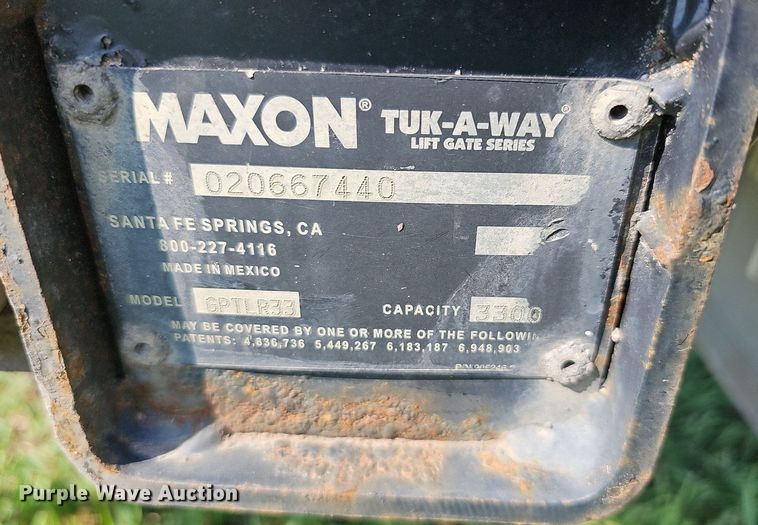 MAXON® TUK-A-WAY®
LIFT GATE SERIES
SERIAL # 020667440
SANTA FE SPRINGS, CA
800-227-4116
MADE IN MEXICO
MODEL GPTLR33 CAPACITY 3300
MAY BE COVERED BY ONE OR MORE OF THE FOLLOWING
PATENTS: 4,836,736 5,449,267 6,183,187 6,948,903
Purple Wave Auction